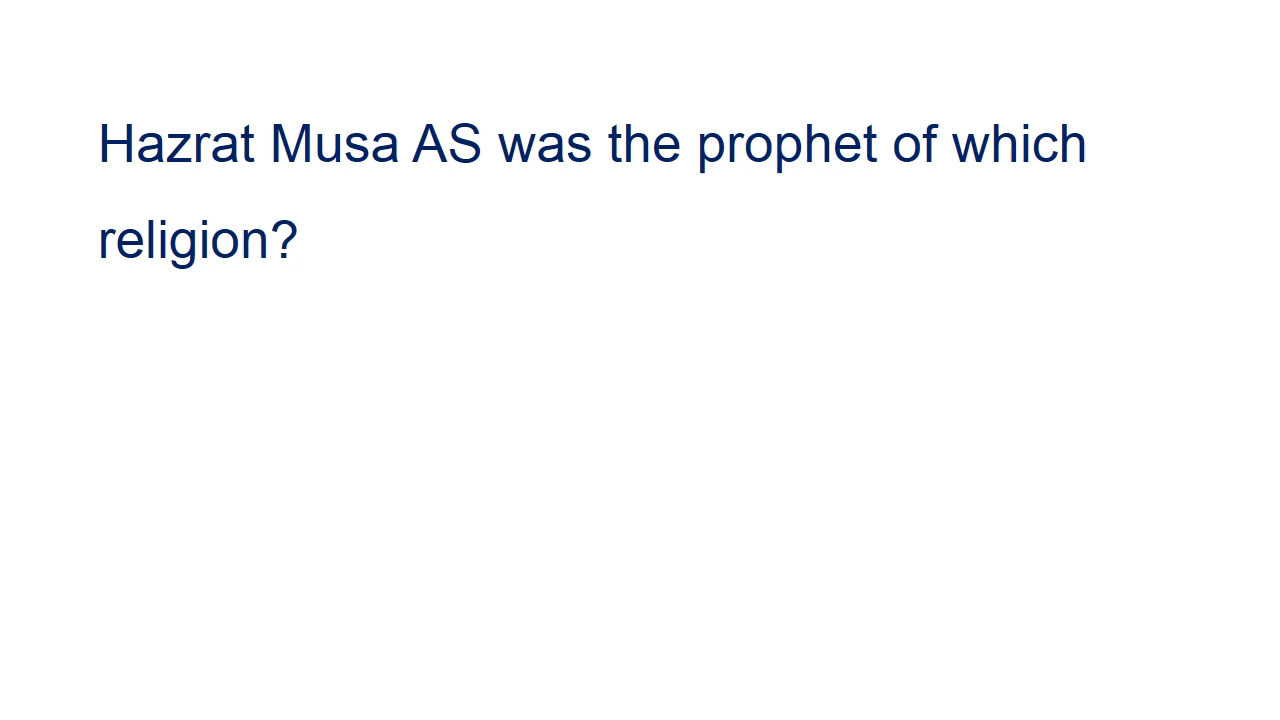 Hazrat Musa AS was the prophet of which
religion?